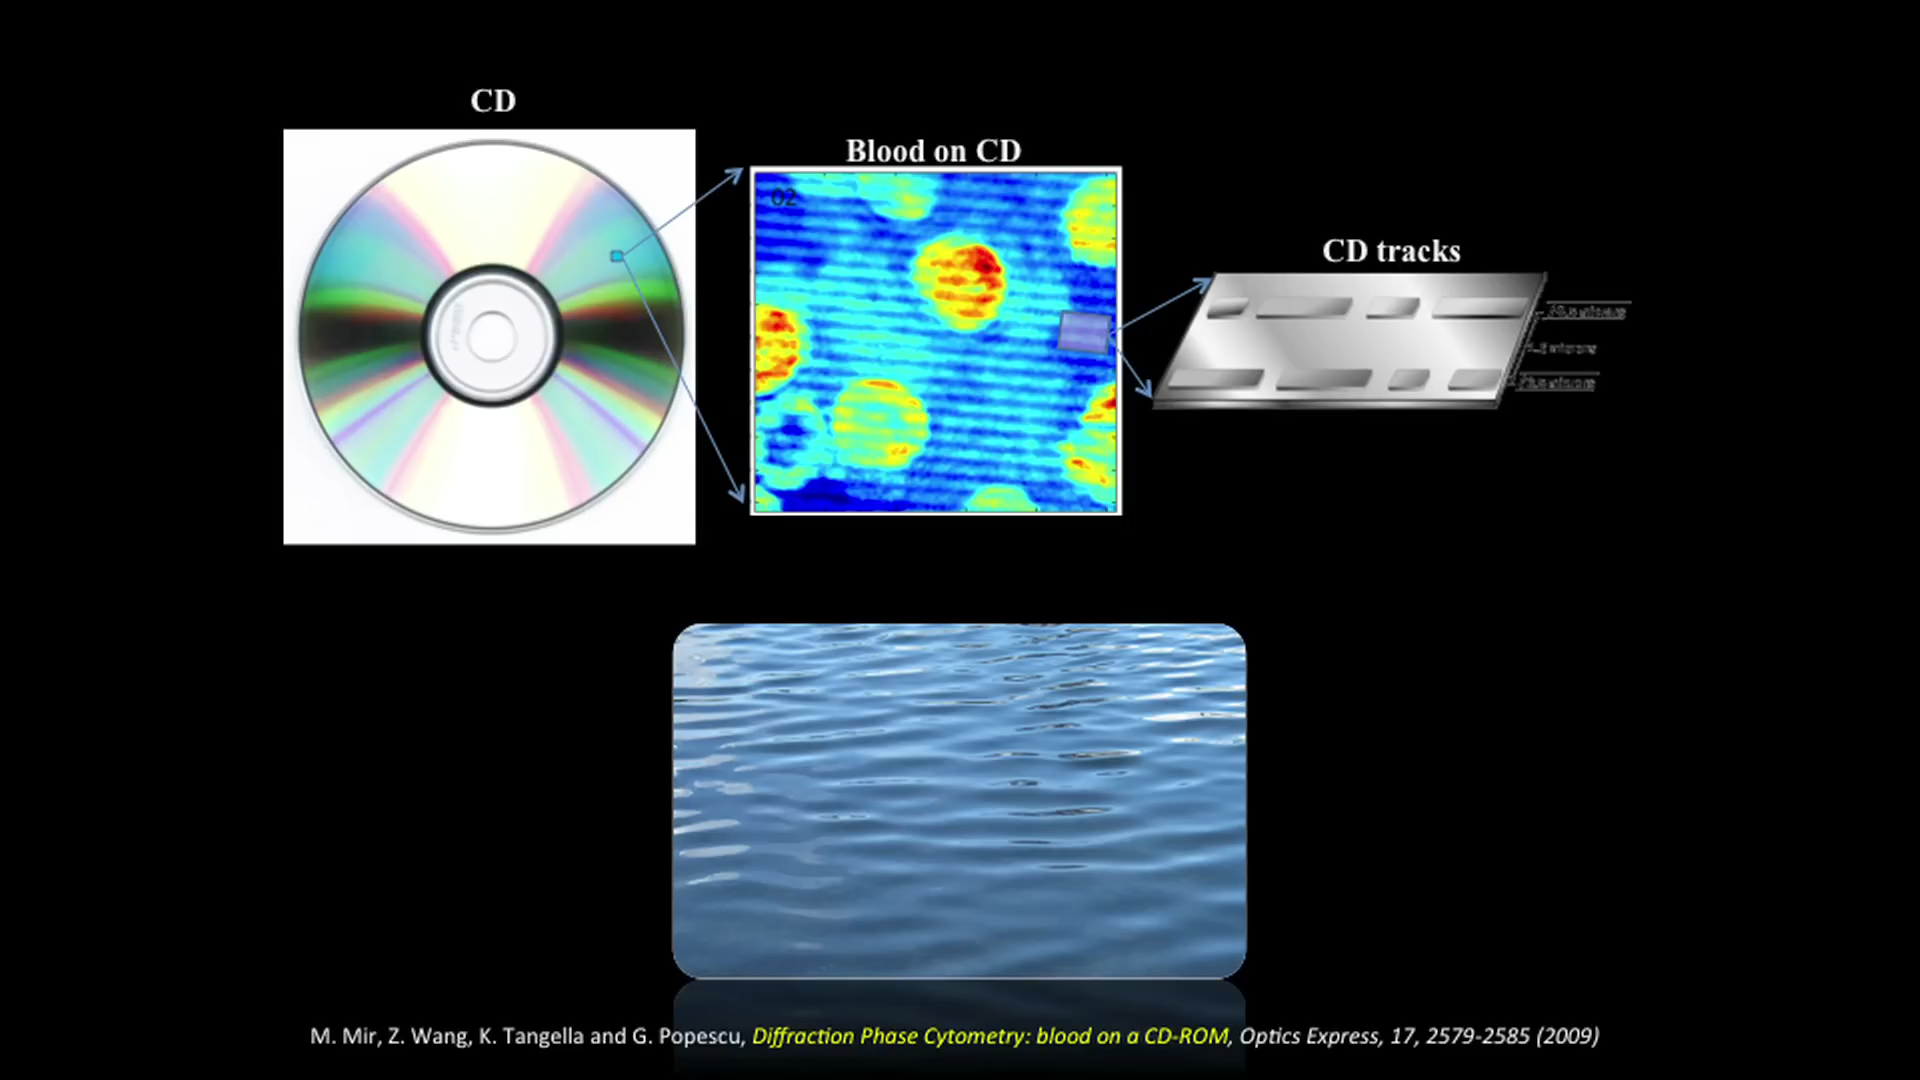 CD
Blood on CD
02
CD tracks
M. Mir, Z. Wang, K. Tangella and G. Popescu, Diffraction Phase Cytometry: blood on a CD-ROM, Optics Express, 17, 2579-2585 (2009)